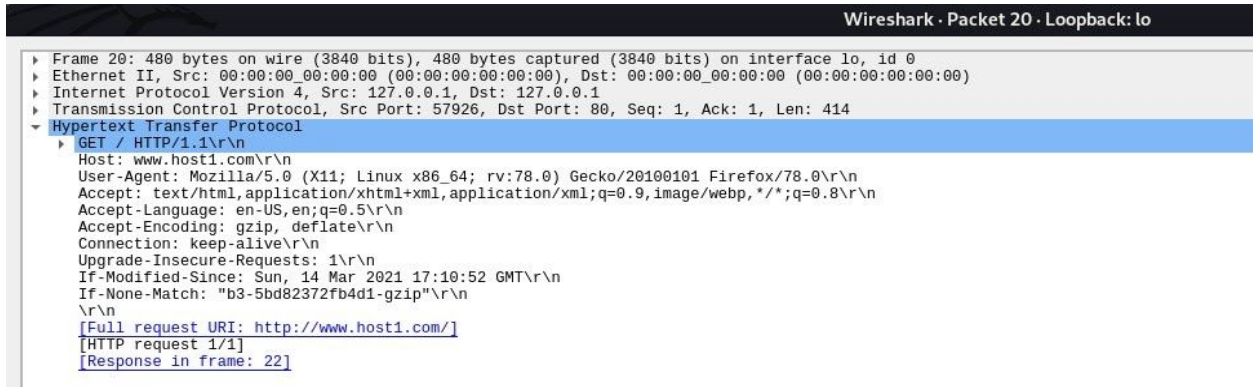 Wireshark · Packet 20 · Loopback: lo
Frame 20: 480 bytes on wire (3840 bits), 480 bytes captured (3840 bits) on interface lo, id 0
Ethernet II, Src: 00:00:00_00:00:00 (00:00:00:00:00:00), Dst: 00:00:00_00:00:00 (00:00:00:00:00:00)
Internet Protocol Version 4, Src: 127.0.0.1, Dst: 127.0.0.1
Transmission Control Protocol, Src Port: 57926, Dst Port: 80, Seq: 1, Ack: 1, Len: 414
Hypertext Transfer Protocol
GET / HTTP/1.1\r\n
Host: www.host1.com\r\n
User-Agent: Mozilla/5.0 (X11; Linux x86_64; rv:78.0) Gecko/20100101 Firefox/78.0\r\n
Accept: text/html,application/xhtml+xml,application/xml;q=0.9,image/webp,*/*;q=0.8\r\n
Accept-Language: en-US,en;q=0.5\r\n
Accept-Encoding: gzip, deflate\r\n
Connection: keep-alive\r\n
Upgrade-Insecure-Requests: 1\r\n
If-Modified-Since: Sun, 14 Mar 2021 17:10:52 GMT\r\n
If-None-Match: "b3-5bd82372fb4d1-gzip"\r\n
\r\n
[Full request URI: http://www.host1.com/]
[HTTP request 1/1]
[Response in frame: 22]